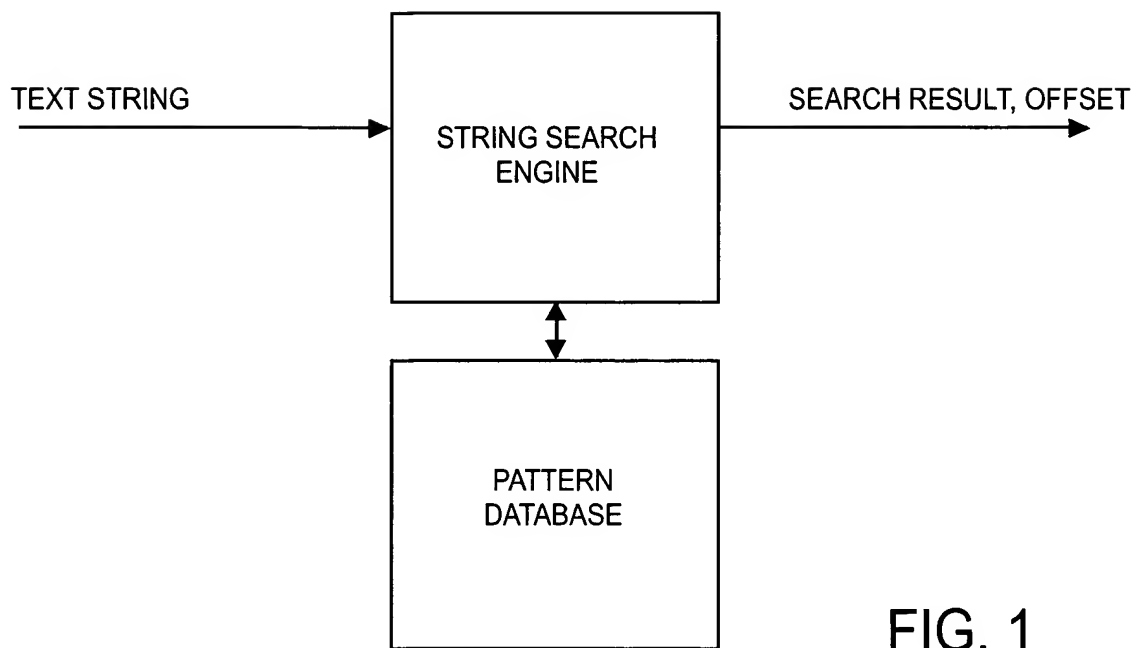 TEXT STRING
SEARCH RESULT, OFFSET
STRING SEARCH
ENGINE
PATTERN
DATABASE
FIG. 1